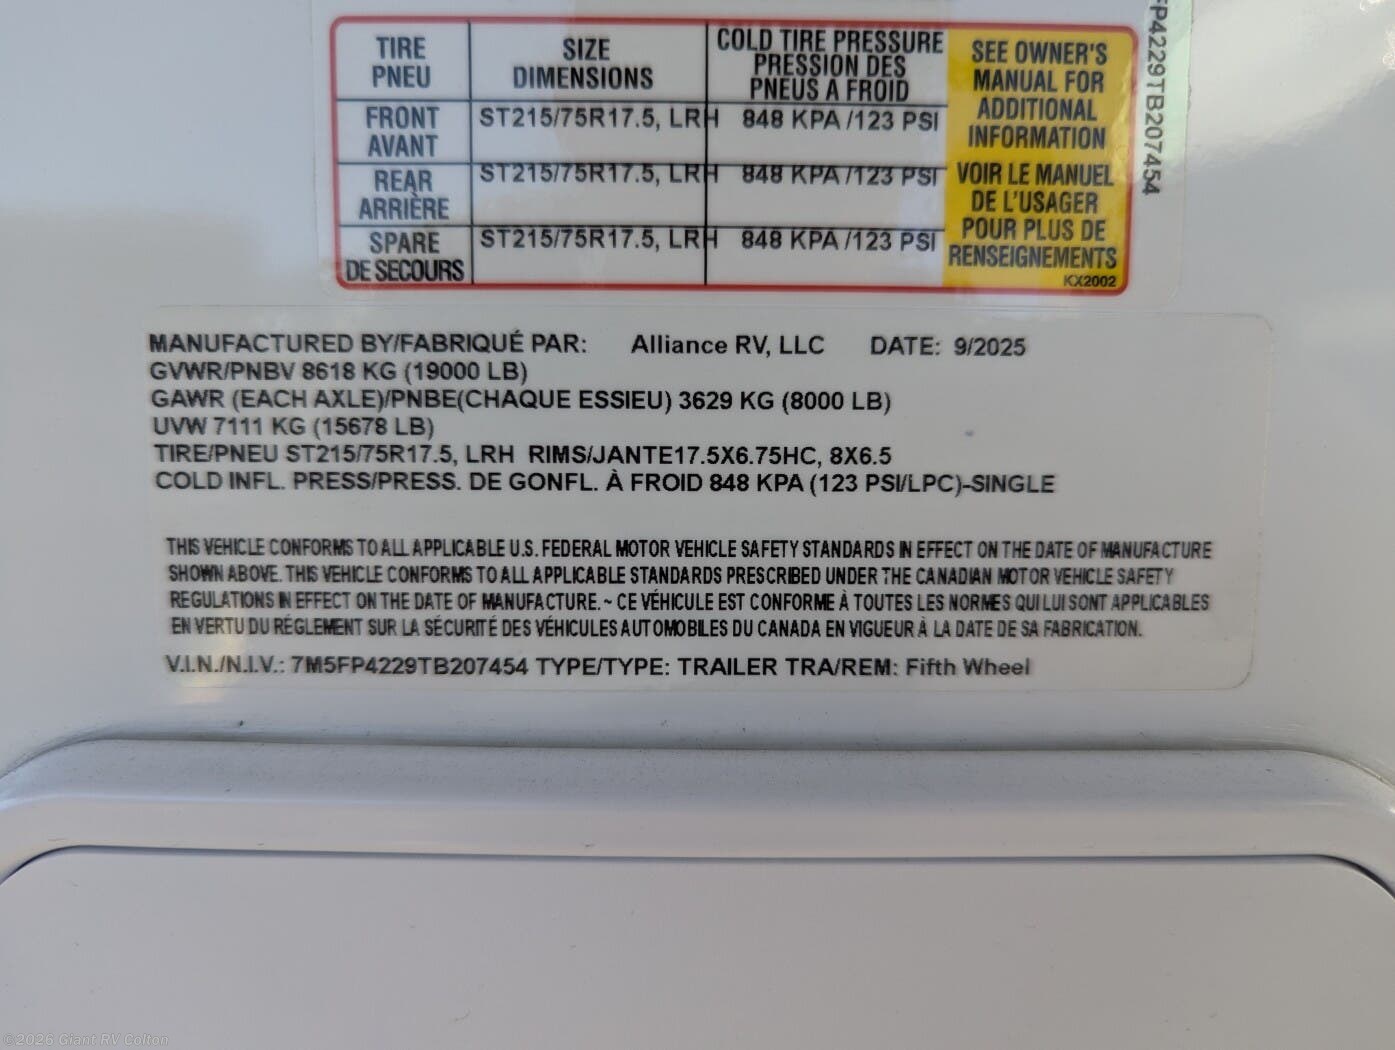 TIRE
PNEU
SIZE
DIMENSIONS
COLD TIRE PRESSURE
PRESSION DES
PNEUS A FROID
SEE OWNER'S
MANUAL FOR
ADDITIONAL
INFORMATION
VOIR LE MANUEL
DE L'USAGER
POUR PLUS DE
RENSEIGNEMENTS
KX2002
FRONT
AVANT
ST215/75R17.5, LRH 848 KPA /123 PSI
REAR
ARRIÈRE
ST215/75R17.5, LRH 848 KPA /123 PSI
SPARE
DE SECOURS
ST215/75R17.5, LRH 848 KPA /123 PSI
FP4229TB207454
MANUFACTURED BY/FABRIQUÉ PAR: Alliance RV, LLC DATE: 9/2025
GVWR/PNBV 8618 KG (19000 LB)
GAWR (EACH AXLE)/PNBE(CHAQUE ESSIEU) 3629 KG (8000 LB)
UVW 7111 KG (15678 LB)
TIRE/PNEU ST215/75R17.5, LRH RIMS/JANTE17.5X6.75HC, 8X6.5
COLD INFL. PRESS/PRESS. DE GONFL. À FROID 848 KPA (123 PSI/LPC)-SINGLE
THIS VEHICLE CONFORMS TO ALL APPLICABLE U.S. FEDERAL MOTOR VEHICLE SAFETY STANDARDS IN EFFECT ON THE DATE OF MANUFACTURE
SHOWN ABOVE. THIS VEHICLE CONFORMS TO ALL APPLICABLE STANDARDS PRESCRIBED UNDER THE CANADIAN MOTOR VEHICLE SAFETY
REGULATIONS IN EFFECT ON THE DATE OF MANUFACTURE. ~ CE VÉHICULE EST CONFORME À TOUTES LES NORMES QUI LUI SONT APPLICABLES
EN VERTU DU RÉGLEMENT SUR LA SÉCURITÉ DES VÉHICULES AUTOMOBILES DU CANADA EN VIGUEUR À LA DATE DE SA FABRICATION.
V.I.N./N.I.V.: 7M5FP4229TB207454 TYPE/TYPE: TRAILER TRA/REM: Fifth Wheel
©2026 Giant RV Colton